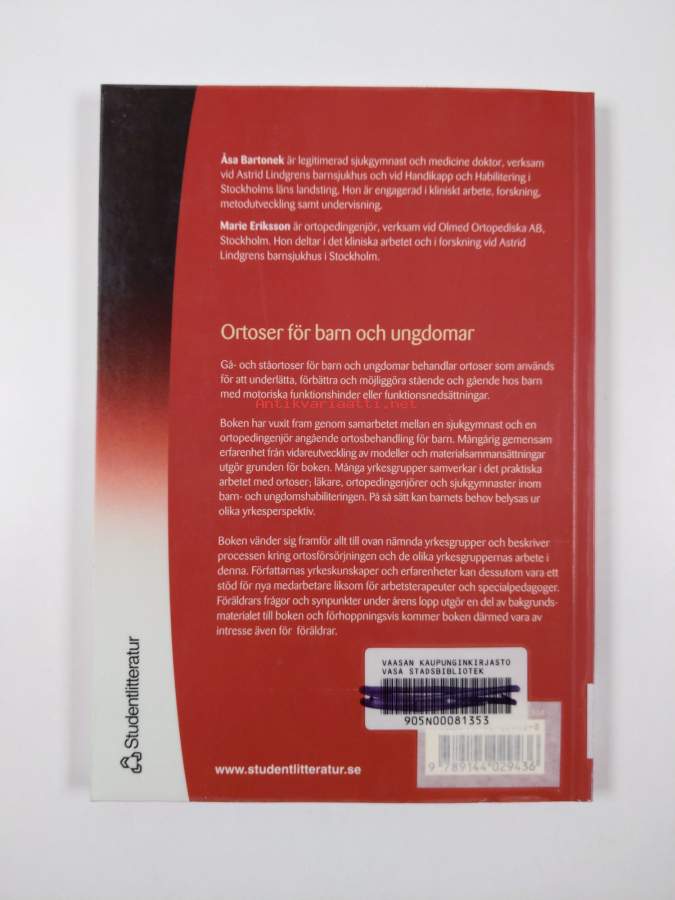 Åsa Bartonek är legitimerad sjukgymnast och medicine doktor, verksam
vid Astrid Lindgrens barnsjukhus och vid Handikapp och Habilitering i
Stockholms läns landsting. Hon är engagerad i kliniskt arbete, forskning,
metodutveckling samt undervisning.
Marie Eriksson är ortopedingenjör, verksam vid Olmed Ortopediska AB,
Stockholm. Hon deltar i det kliniska arbetet och i forskning vid Astrid
Lindgrens barnsjukhus i Stockholm.
Ortoser för barn och ungdomar
Gå- och ståortoser för barn och ungdomar behandlar ortoser som används
för att underlätta, förbättra och möjliggöra stående och gående hos barn
med motoriska funktionshinder eller funktionsnedsättningar.
Antikvariaatti.net
Boken har vuxit fram genom samarbetet mellan en sjukgymnast och en
ortopedingenjör angående ortosbehandling för barn. Mångårig gemensam
erfarenhet från vidareutveckling av modeller och materialsammansättningar
utgör grunden för boken. Många yrkesgrupper samverkar i det praktiska
arbetet med ortoser; läkare, ortopedingenjörer och sjukgymnaster inom
barn- och ungdomshabiliteringen. På så sätt kan barnets behov belysas ur
olika yrkesperspektiv.
Boken vänder sig framför allt till ovan nämnda yrkesgrupper och beskriver
processen kring ortosförsörjningen och de olika yrkesgruppernas arbete i
denna. Författarnas yrkeskunskaper och erfarenheter kan dessutom vara ett
stöd för nya medarbetare liksom för arbetsterapeuter och specialpedagoger.
Föräldrars frågor och synpunkter under årens lopp utgör en del av bakgrunds-
materialet till boken och förhoppningsvis kommer boken därmed vara av
intresse även för föräldrar.
VAASAN KAUPUNGINKIRJASTO
VASA STADSBIBLIOTEK
905N00081353
9 789144 029436
www.studentlitteratur.se
Studentlitteratur